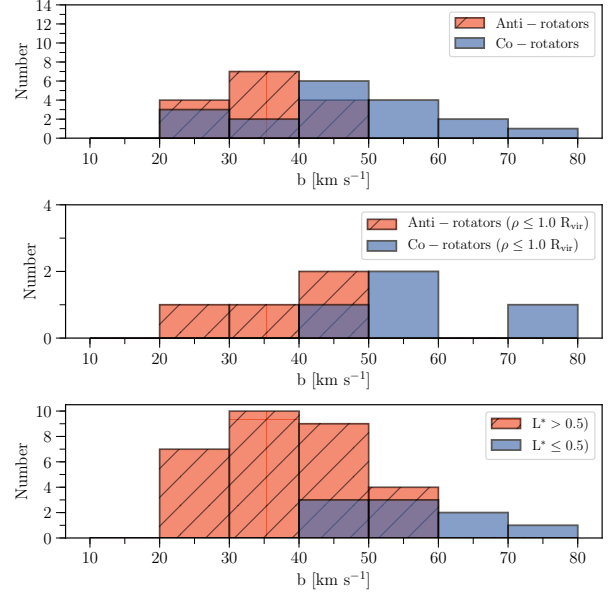 14
12
10
8
6
4
2
0
Number
Anti − rotators
Co − rotators
10 20 30 40 50 60 70 80
b [km s⁻¹]
4
2
0
Number
Anti − rotators (ρ ≤ 1.0 R_vir)
Co − rotators (ρ ≤ 1.0 R_vir)
10 20 30 40 50 60 70 80
b [km s⁻¹]
10
8
6
4
2
0
Number
L* > 0.5)
L* ≤ 0.5)
10 20 30 40 50 60 70 80
b [km s⁻¹]